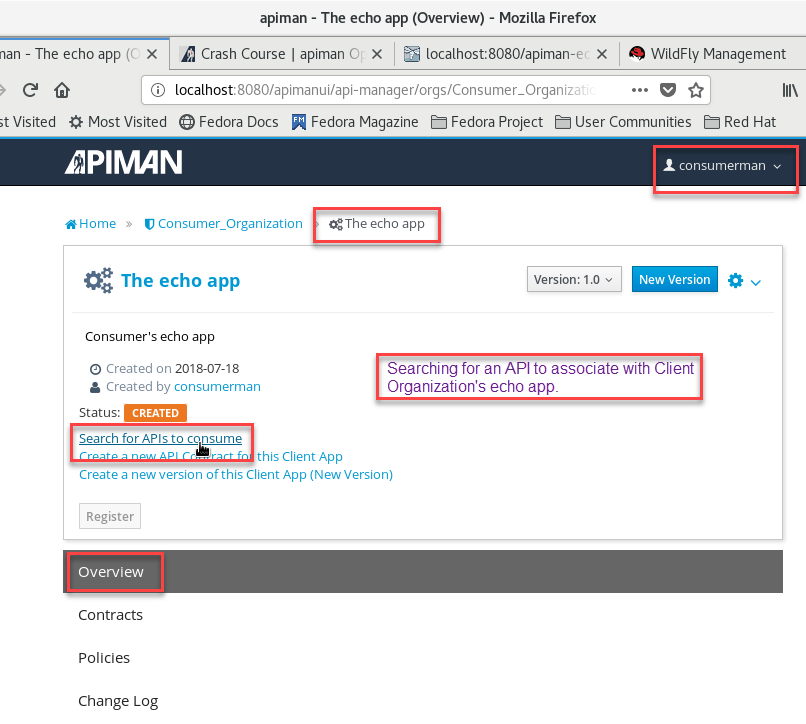 apiman - The echo app (Overview) - Mozilla Firefox
man - The echo app (O
Crash Course | apiman Op
localhost:8080/apiman-ec
WildFly Management
localhost:8080/apimanui/api-manager/orgs/Consumer_Organizatio
st Visited
Most Visited
Fedora Docs
Fedora Magazine
Fedora Project
User Communities
Red Hat
APIMAN
consumerman
Home » Consumer_Organization
The echo app
The echo app
Version: 1.0
New Version
Consumer's echo app
Created on 2018-07-18
Created by consumerman
Searching for an API to associate with Client
Organization's echo app.
Status: CREATED
Search for APIs to consume
Create a new API Contract for this Client App
Create a new version of this Client App (New Version)
Register
Overview
Contracts
Policies
Change Log